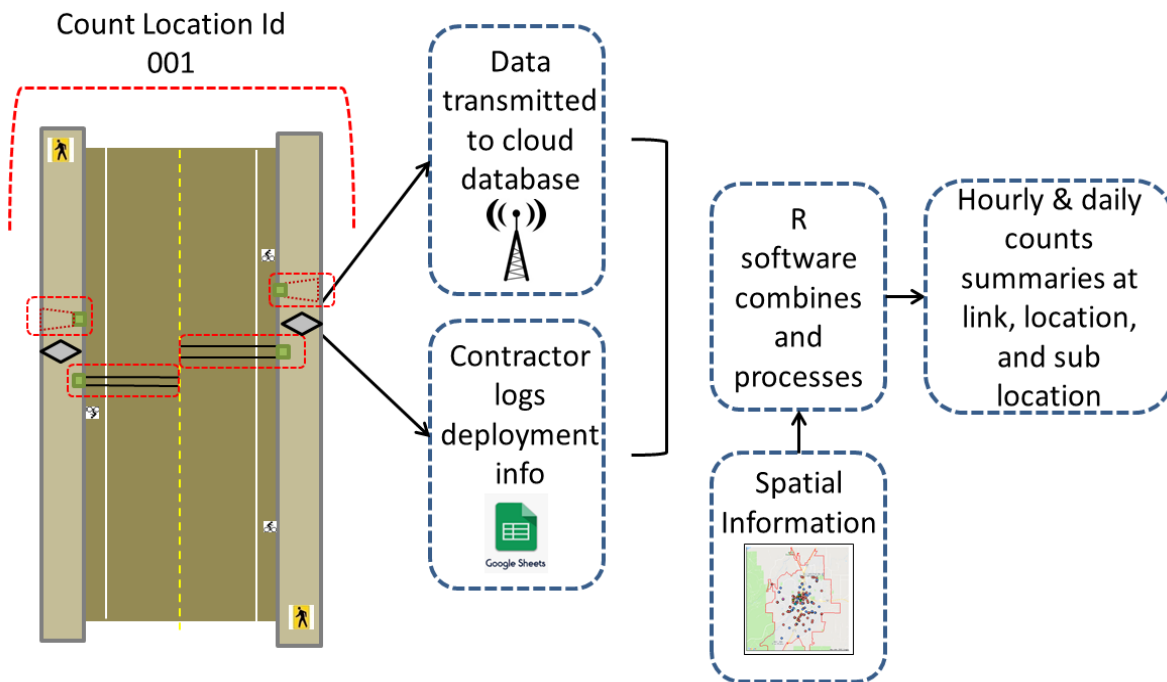 Count Location Id
001
Data
transmitted
to cloud
database
Contractor
logs
deployment
info
Google Sheets
R
software
combines
and
processes
Spatial
Information
Hourly & daily
counts
summaries at
link, location,
and sub
location